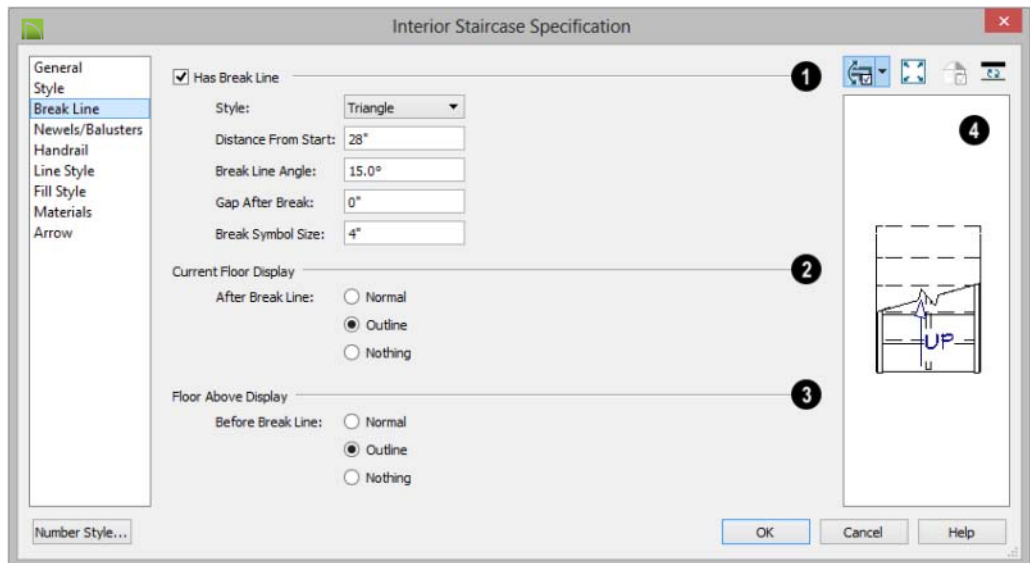 Interior Staircase Specification
General
Style
Break Line
Newels/Balusters
Handrail
Line Style
Fill Style
Materials
Arrow
Has Break Line
1
Style: Triangle
Distance From Start: 28"
Break Line Angle: 15.0°
Gap After Break: 0"
Break Symbol Size: 4"
Current Floor Display
2
After Break Line: Normal
Outline
Nothing
Floor Above Display
3
Before Break Line: Normal
Outline
Nothing
4
UP
Number Style...
OK Cancel Help